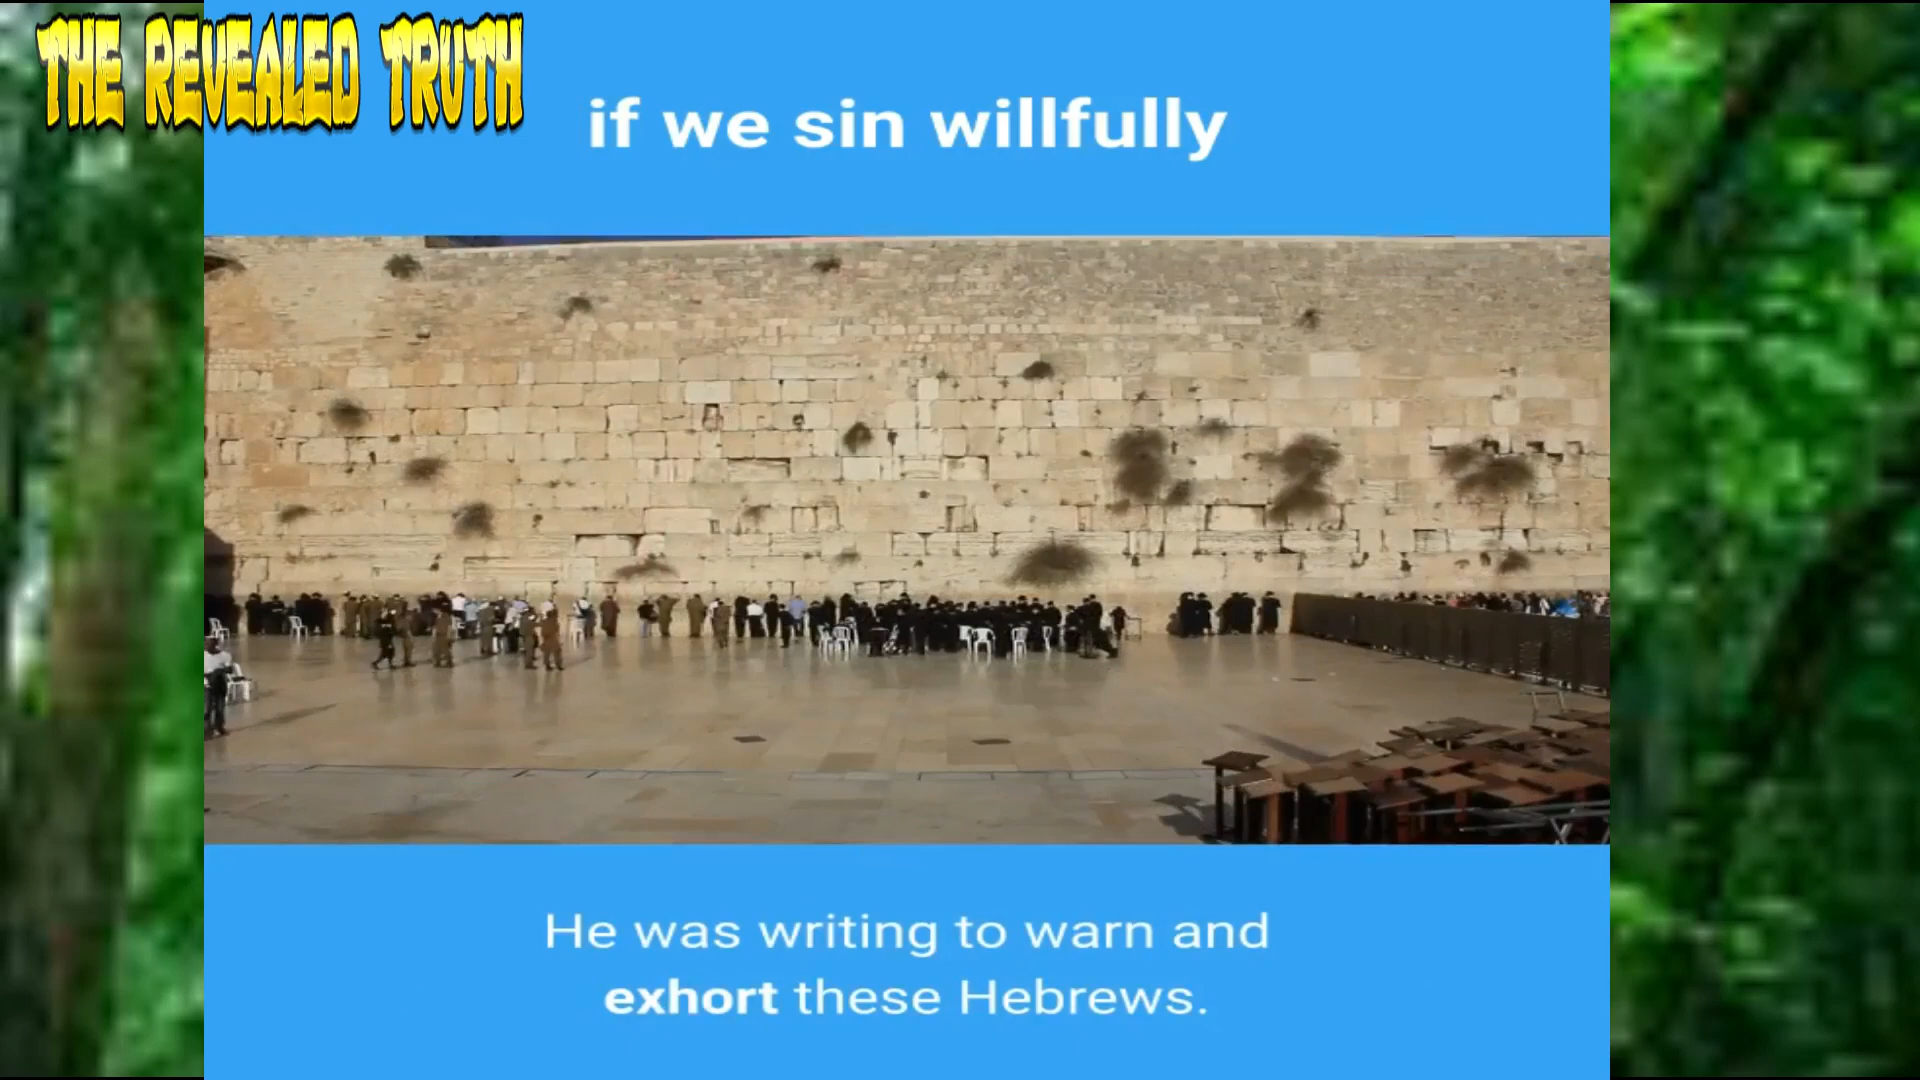 THE REVEALED TRUTH
if we sin willfully
He was writing to warn and
exhort these Hebrews.